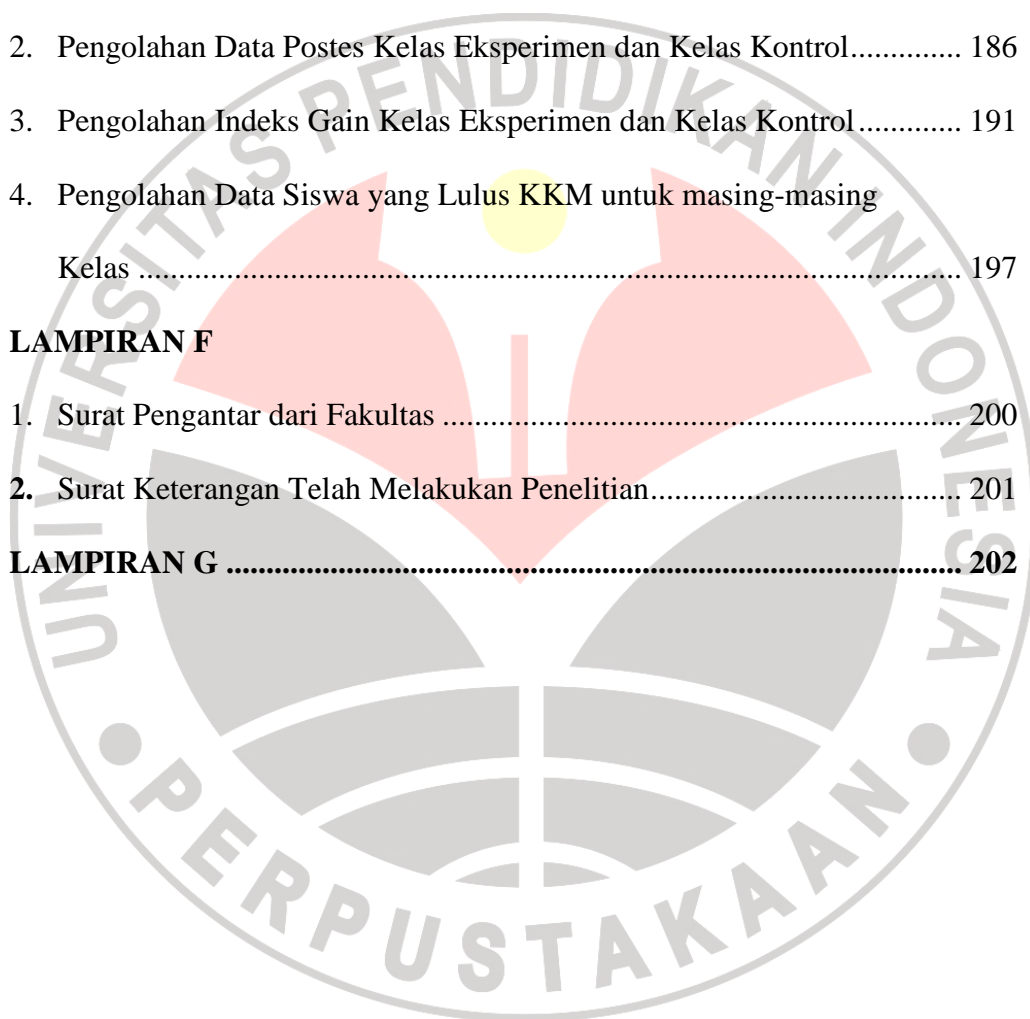 2. Pengolahan Data Postes Kelas Eksperimen dan Kelas Kontrol.............. 186
3. Pengolahan Indeks Gain Kelas Eksperimen dan Kelas Kontrol............. 191
4. Pengolahan Data Siswa yang Lulus KKM untuk masing-masing
Kelas .................................................................................................... 197
LAMPIRAN F
1. Surat Pengantar dari Fakultas ............................................................... 200
2. Surat Keterangan Telah Melakukan Penelitian...................................... 201
LAMPIRAN G .......................................................................................... 202
UNIVERSITAS PENDIDIKAN INDONESIA
PERPUSTAKAAN